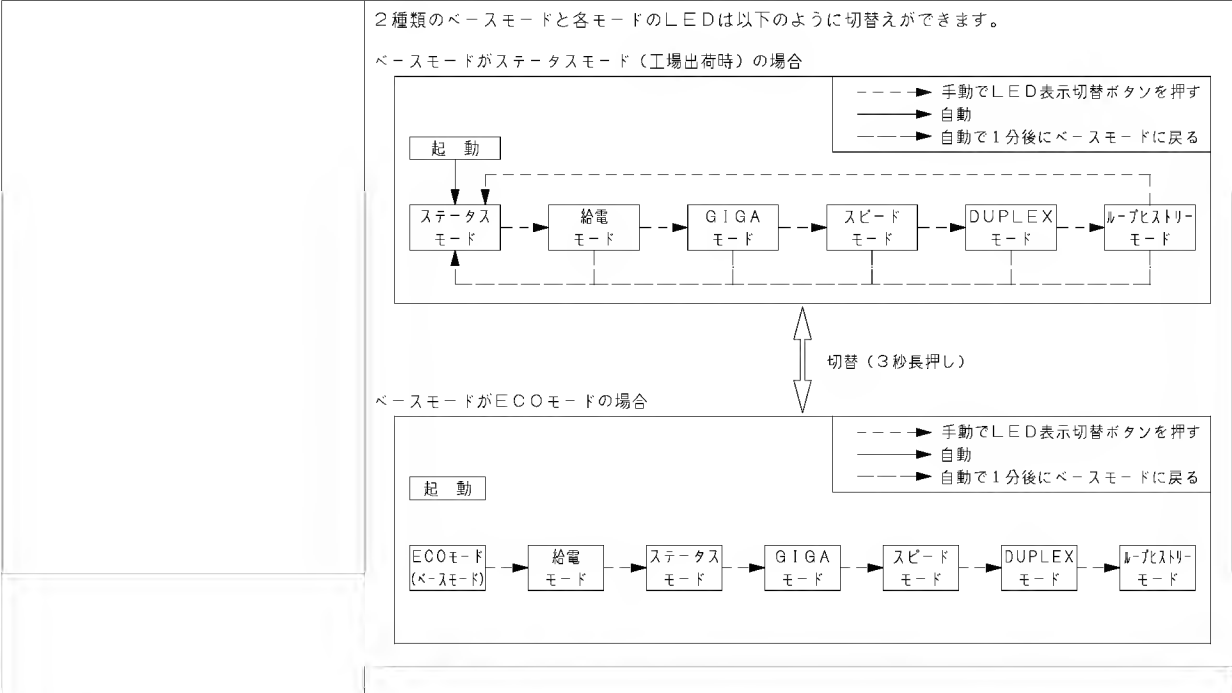 ２種類のベースモードと各モードのＬＥＤは以下のように切替えができます。
ベースモードがステータスモード（工場出荷時）の場合
手動でＬＥＤ表示切替ボタンを押す
自動
自動で１分後にベースモードに戻る
起　動
ステータス
モード
給電
モード
ＧＩＧＡ
モード
スピード
モード
ＤＵＰＬＥＸ
モード
ループヒストリー
モード
切替（３秒長押し）
ベースモードがＥＣＯモードの場合
手動でＬＥＤ表示切替ボタンを押す
自動
自動で１分後にベースモードに戻る
起　動
ＥＣＯモード
(ベースモード)
給電
モード
ステータス
モード
ＧＩＧＡ
モード
スピード
モード
ＤＵＰＬＥＸ
モード
ループヒストリー
モード